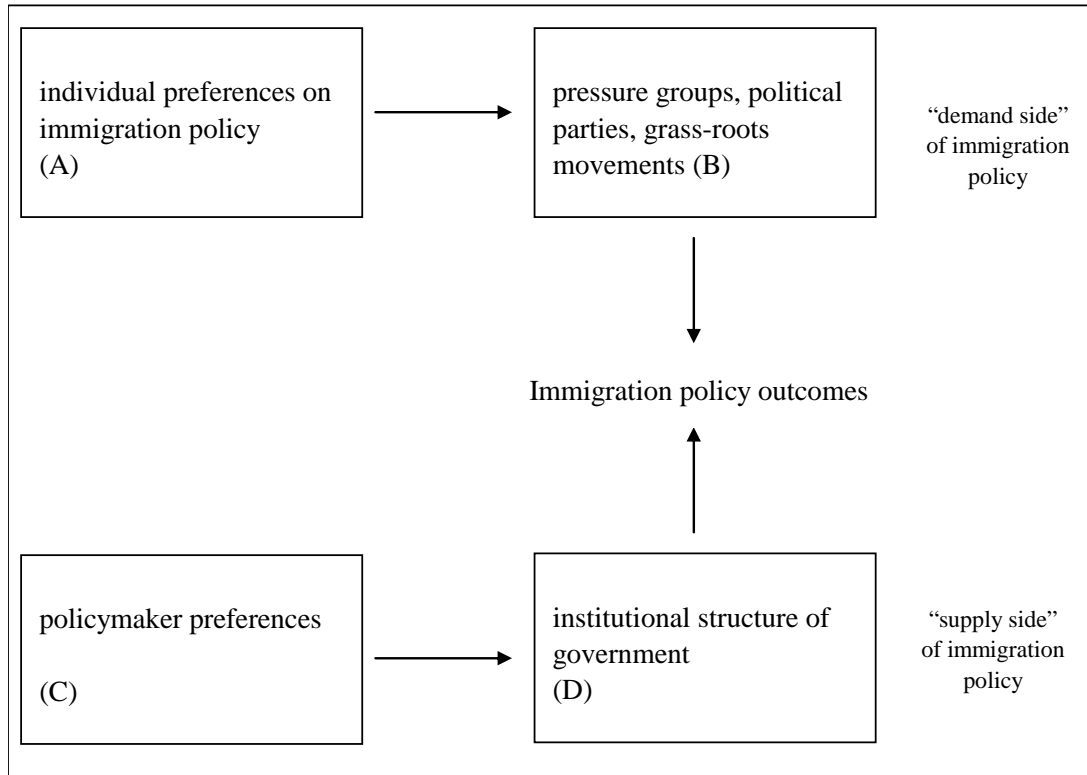 individual preferences on
immigration policy
(A)
pressure groups, political
parties, grass-roots
movements (B)
“demand side”
of immigration
policy
Immigration policy outcomes
policymaker preferences
(C)
institutional structure of
government
(D)
“supply side”
of immigration
policy